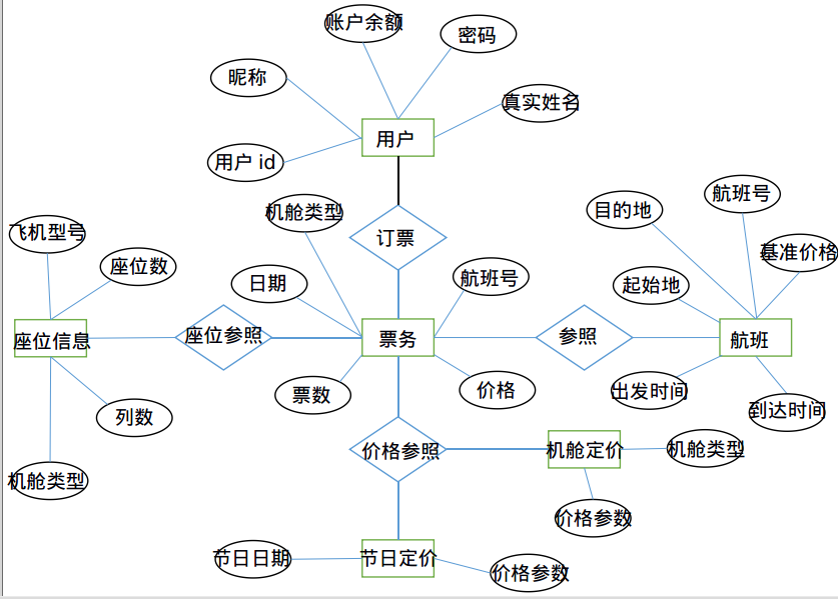 账户余额
密码
昵称
真实姓名
用户
用户 id
机舱类型
订票
目的地
航班号
飞机型号
座位数
日期
航班号
基准价格
起始地
座位信息
座位参照
票务
参照
航班
票数
价格
出发时间
到达时间
列数
机舱类型
价格参照
机舱定价
机舱类型
价格参数
节日日期
节日定价
价格参数